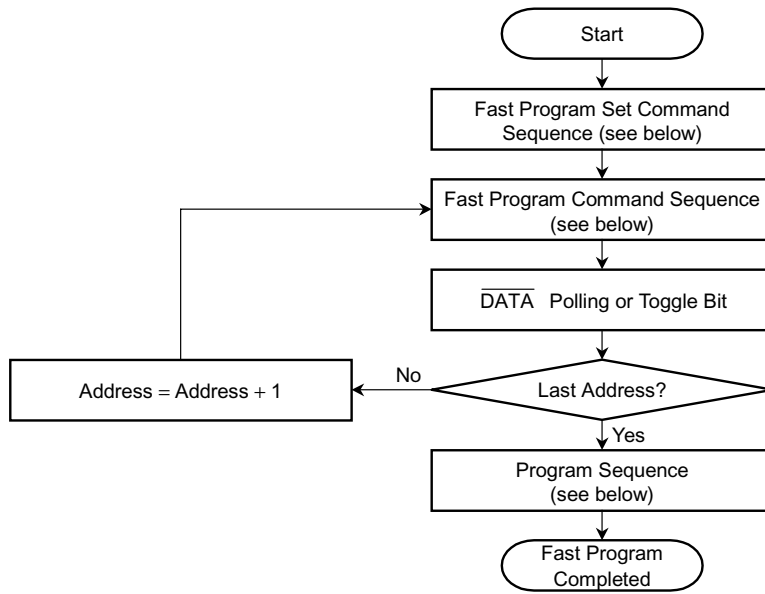 Start
Fast Program Set Command
Sequence (see below)
Fast Program Command Sequence
(see below)
DATA Polling or Toggle Bit
Last Address?
No
Address = Address + 1
Yes
Program Sequence
(see below)
Fast Program
Completed